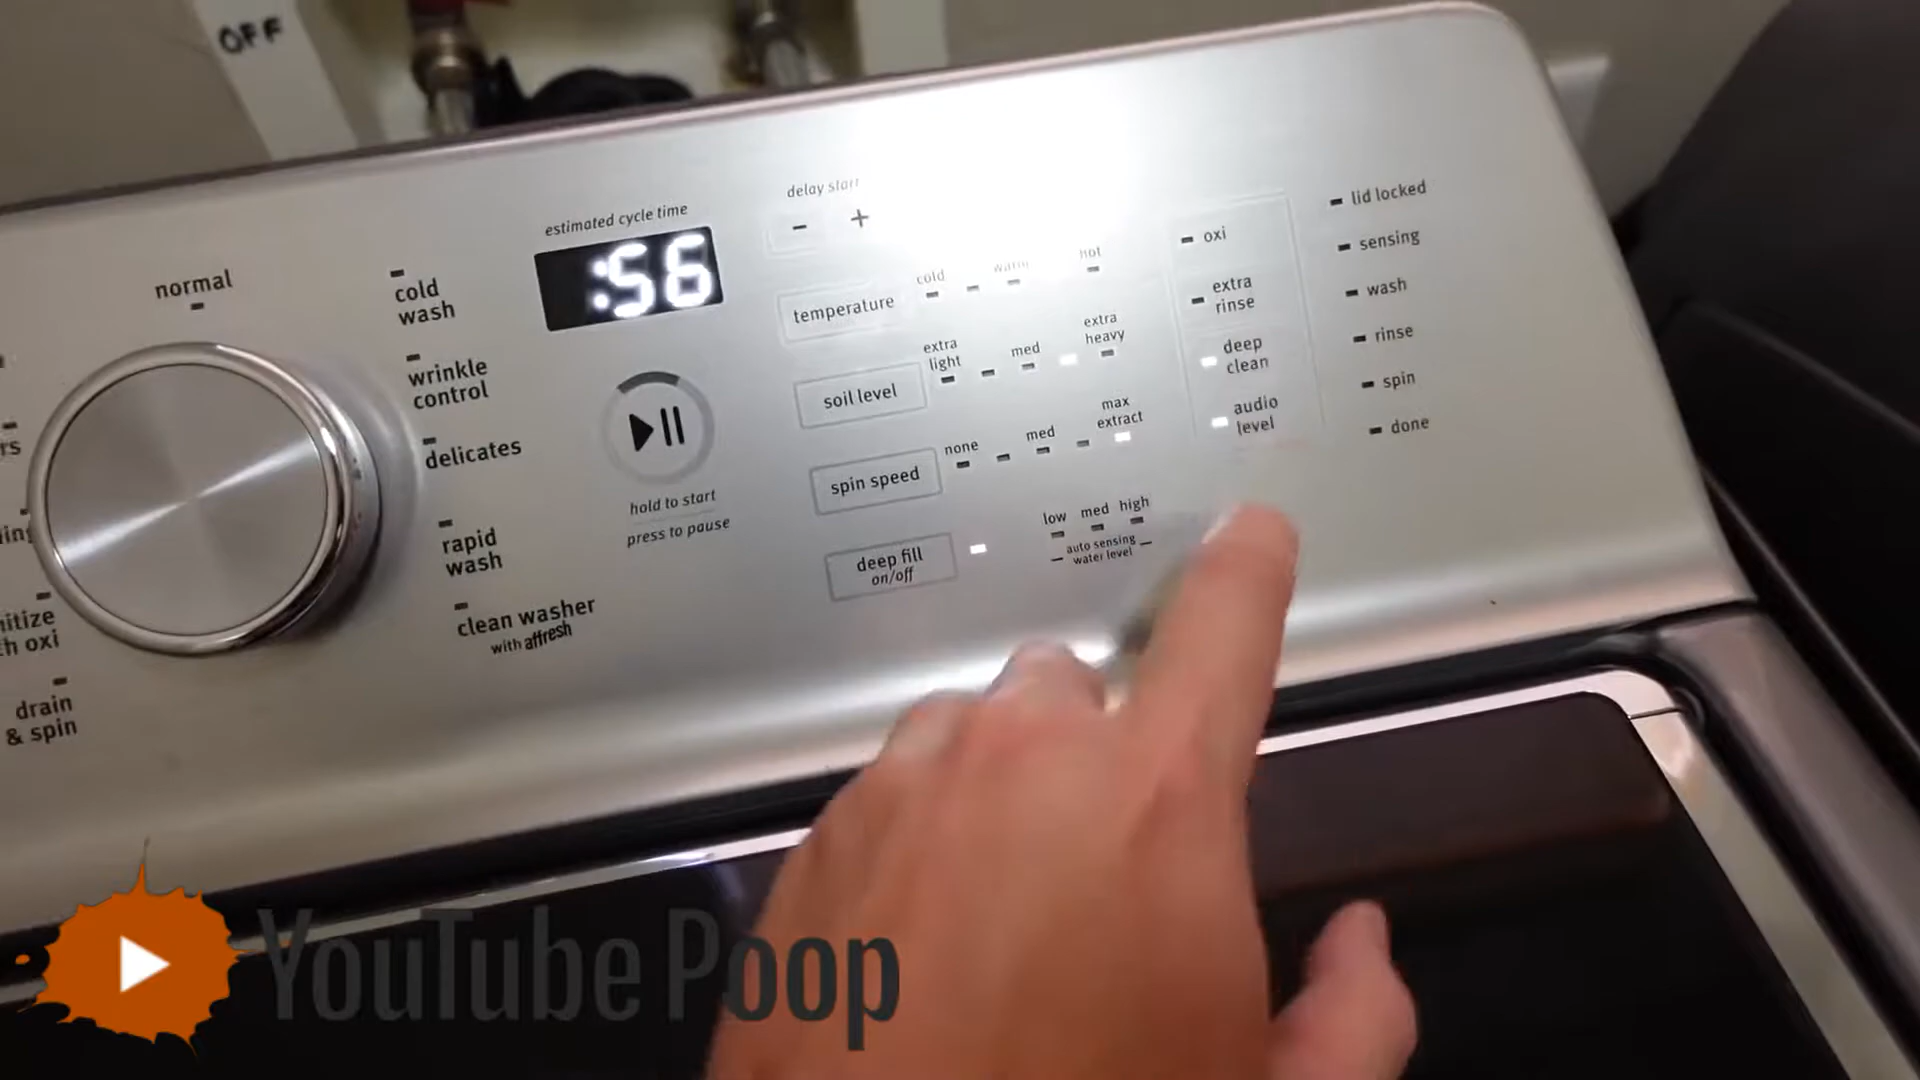 OFF
normal
cold
wash
wrinkle
control
delicates
rapid
wash
clean washer
with affresh
drain
& spin
estimated cycle time
:56
hold to start
press to pause
delay start
- +
temperature
cold
warm
hot
soil level
extra
light
med
extra
heavy
spin speed
none
med
max
extract
deep fill
on/off
low med high
auto sensing
water level
oxi
extra
rinse
deep
clean
audio
level
lid locked
sensing
wash
rinse
spin
done
YouTube Poop